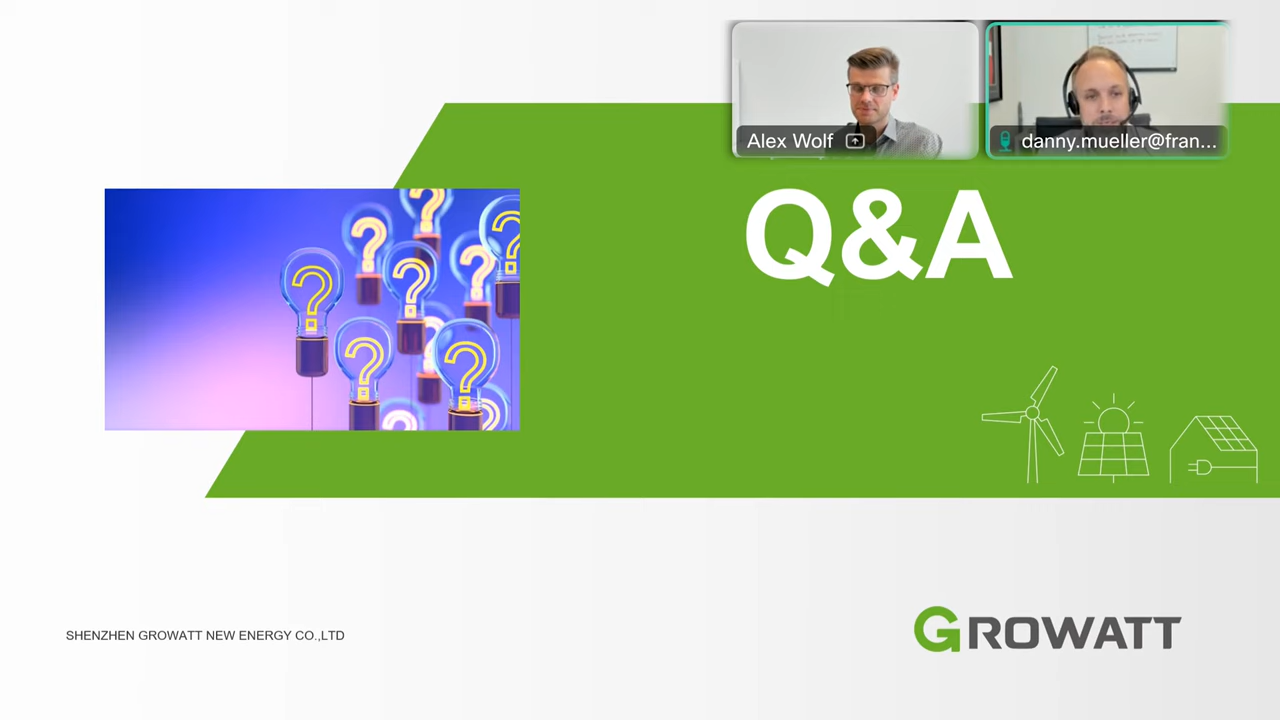 Alex Wolf
danny.mueller@fran...
Q&A
SHENZHEN GROWATT NEW ENERGY CO.,LTD
GROWATT